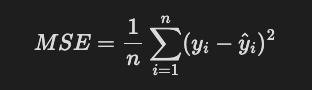 MSE = \frac{1}{n} \sum_{i=1}^{n} (y_i - \hat{y}_i)^2